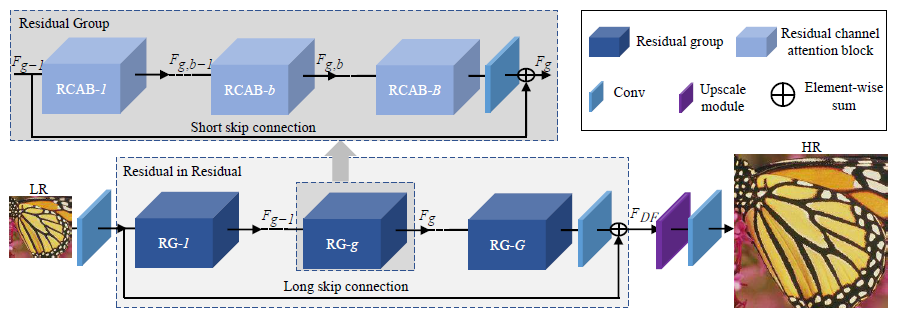 Residual Group
F_{g-1}
RCAB-1
F_{g,b-1}
RCAB-b
F_{g,b}
RCAB-B
F_g
Short skip connection
Residual group
Residual channel
attention block
Conv
Upscale
module
Element-wise
sum
Residual in Residual
LR
RG-1
F_{g-1}
RG-g
F_g
RG-G
F_{DF}
HR
Long skip connection